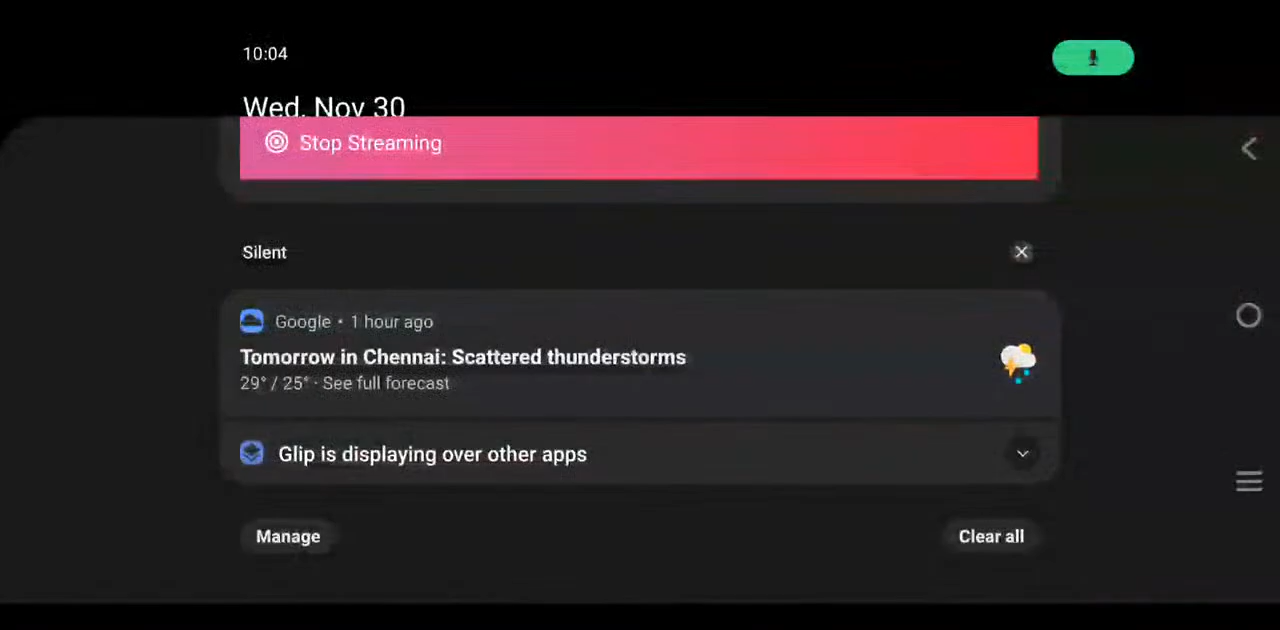 10:04
Wed, Nov 30
Stop Streaming
Silent
Google • 1 hour ago
Tomorrow in Chennai: Scattered thunderstorms
29° / 25° · See full forecast
Glip is displaying over other apps
Manage
Clear all